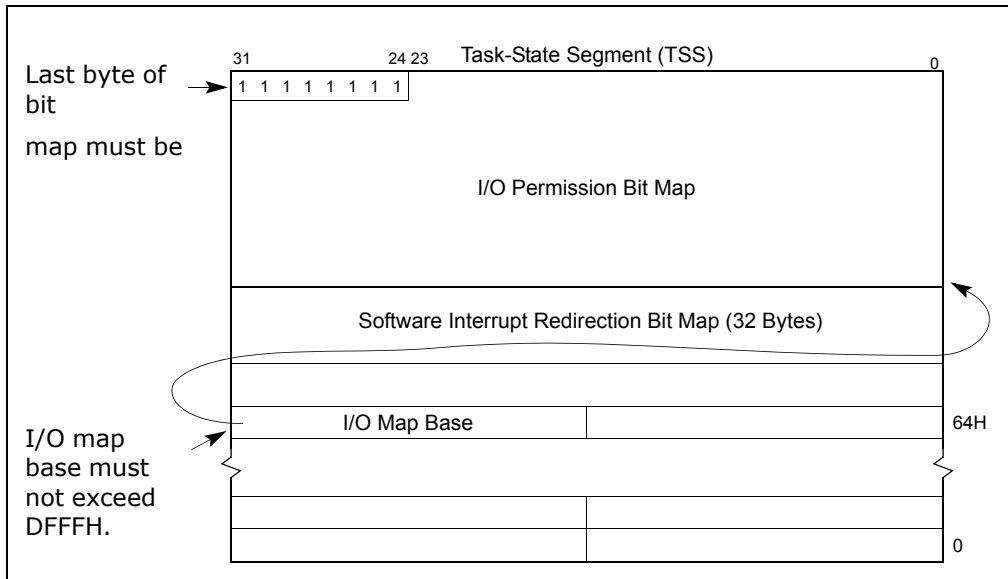 31 24 23 Task-State Segment (TSS) 0
Last byte of
bit
map must be
1 1 1 1 1 1 1 1
I/O Permission Bit Map
Software Interrupt Redirection Bit Map (32 Bytes)
I/O Map Base
64H
I/O map
base must
not exceed
DFFFH.
0